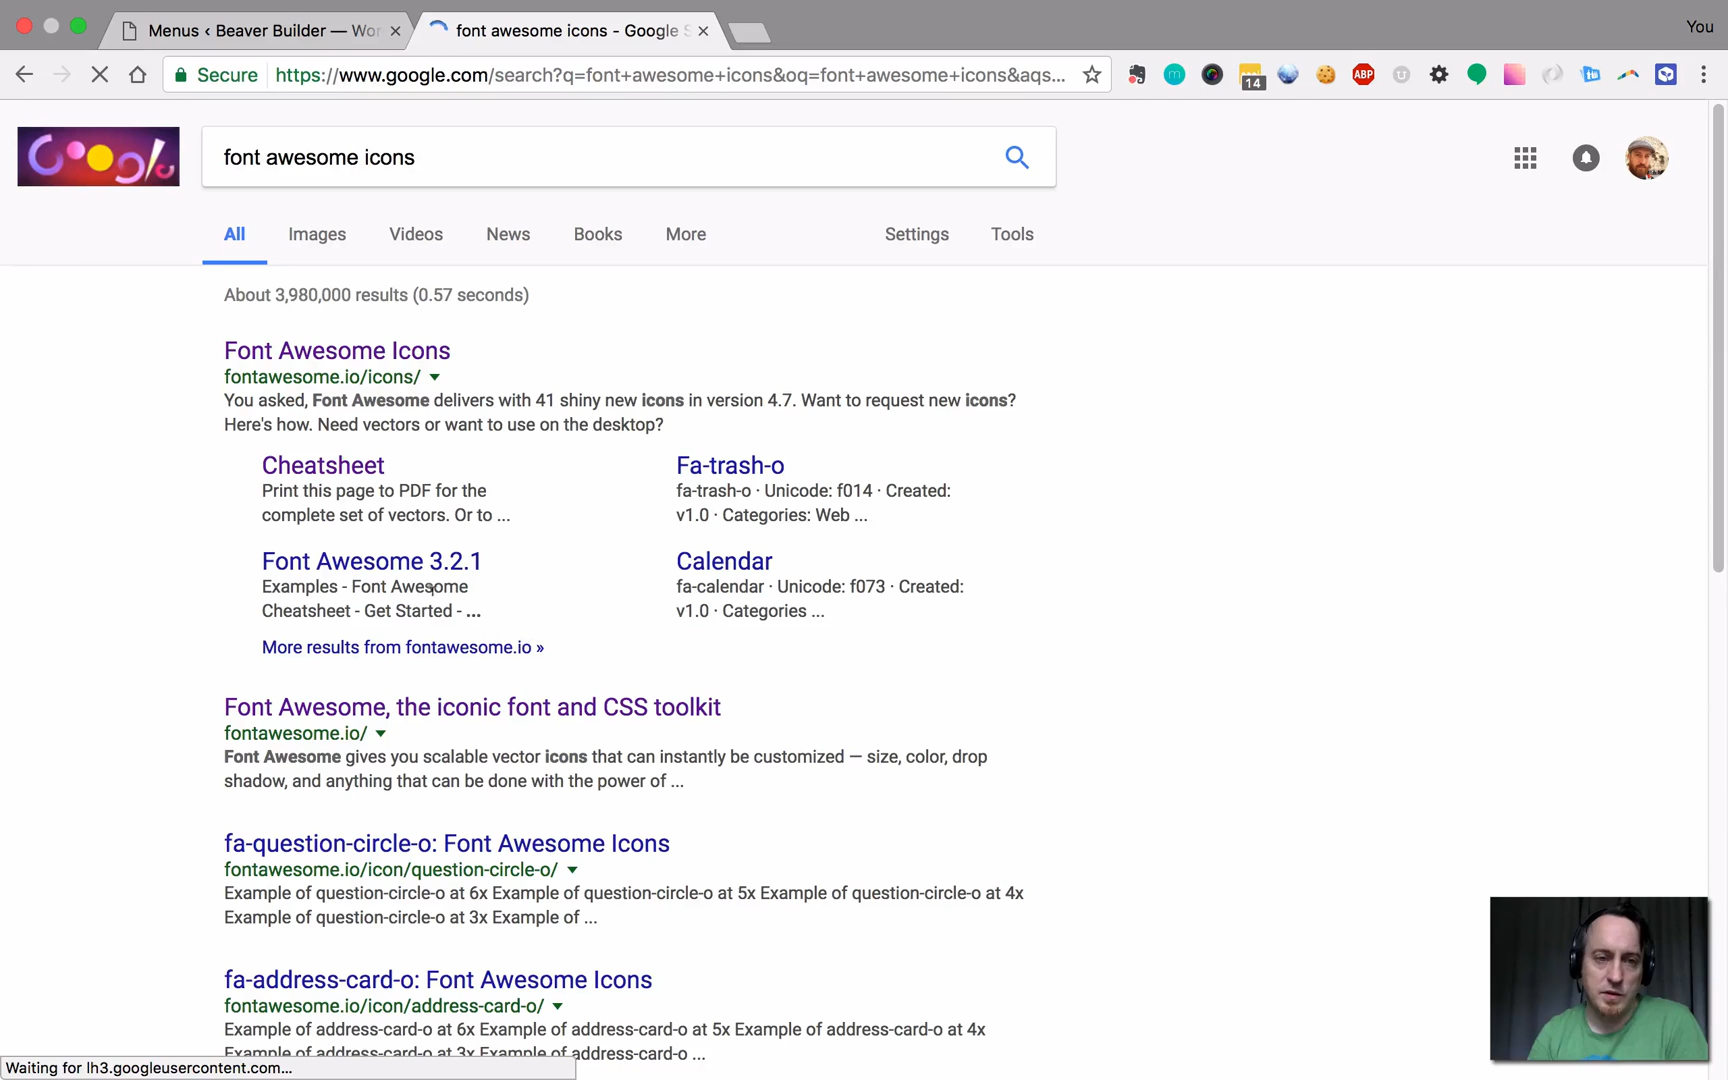 Menus ‹ Beaver Builder — Wor
font awesome icons - Google S
You
Secure
https://www.google.com/search?q=font+awesome+icons&oq=font+awesome+icons&aqs...
14
ABP
Google
font awesome icons
All
Images
Videos
News
Books
More
Settings
Tools
About 3,980,000 results (0.57 seconds)
Font Awesome Icons
fontawesome.io/icons/
You asked, Font Awesome delivers with 41 shiny new icons in version 4.7. Want to request new icons?
Here's how. Need vectors or want to use on the desktop?
Cheatsheet
Print this page to PDF for the
complete set of vectors. Or to ...
Fa-trash-o
fa-trash-o · Unicode: f014 · Created:
v1.0 · Categories: Web ...
Font Awesome 3.2.1
Examples - Font Awesome
Cheatsheet - Get Started - ...
Calendar
fa-calendar · Unicode: f073 · Created:
v1.0 · Categories ...
More results from fontawesome.io »
Font Awesome, the iconic font and CSS toolkit
fontawesome.io/
Font Awesome gives you scalable vector icons that can instantly be customized — size, color, drop
shadow, and anything that can be done with the power of ...
fa-question-circle-o: Font Awesome Icons
fontawesome.io/icon/question-circle-o/
Example of question-circle-o at 6x Example of question-circle-o at 5x Example of question-circle-o at 4x
Example of question-circle-o at 3x Example of ...
fa-address-card-o: Font Awesome Icons
fontawesome.io/icon/address-card-o/
Example of address-card-o at 6x Example of address-card-o at 5x Example of address-card-o at 4x
Example of address-card-o at 3x Example of address-card-o ...
Waiting for lh3.googleusercontent.com...